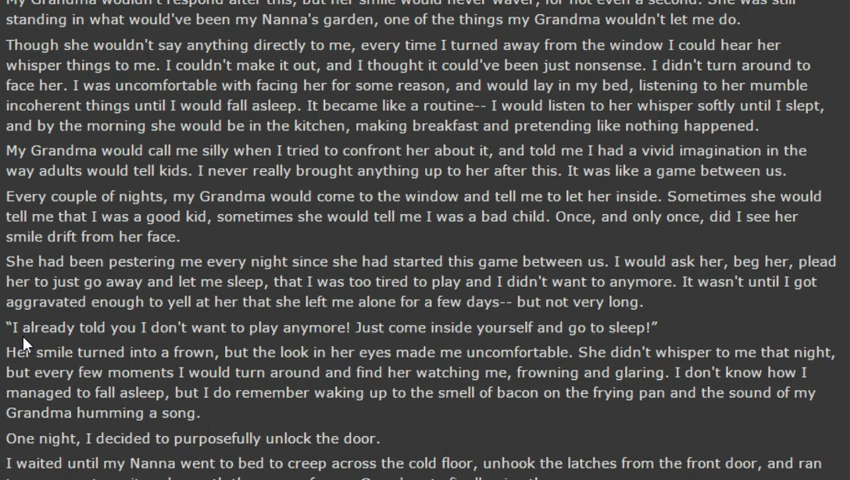 My Grandma wouldn't respond after this, but her smile would never waver, for not even a second. She was still
standing in what would've been my Nanna's garden, one of the things my Grandma wouldn't let me do.
Though she wouldn't say anything directly to me, every time I turned away from the window I could hear her
whisper things to me. I couldn't make it out, and I thought it could've been just nonsense. I didn't turn around to
face her. I was uncomfortable with facing her for some reason, and would lay in my bed, listening to her mumble
incoherent things until I would fall asleep. It became like a routine-- I would listen to her whisper softly until I slept,
and by the morning she would be in the kitchen, making breakfast and pretending like nothing happened.
My Grandma would call me silly when I tried to confront her about it, and told me I had a vivid imagination in the
way adults would tell kids. I never really brought anything up to her after this. It was like a game between us.
Every couple of nights, my Grandma would come to the window and tell me to let her inside. Sometimes she would
tell me that I was a good kid, sometimes she would tell me I was a bad child. Once, and only once, did I see her
smile drift from her face.
She had been pestering me every night since she had started this game between us. I would ask her, beg her, plead
her to just go away and let me sleep, that I was too tired to play and I didn't want to anymore. It wasn't until I got
aggravated enough to yell at her that she left me alone for a few days-- but not very long.
“I already told you I don't want to play anymore! Just come inside yourself and go to sleep!”
Her smile turned into a frown, but the look in her eyes made me uncomfortable. She didn't whisper to me that night,
but every few moments I would turn around and find her watching me, frowning and glaring. I don't know how I
managed to fall asleep, but I do remember waking up to the smell of bacon on the frying pan and the sound of my
Grandma humming a song.
One night, I decided to purposefully unlock the door.
I waited until my Nanna went to bed to creep across the cold floor, unhook the latches from the front door, and ran